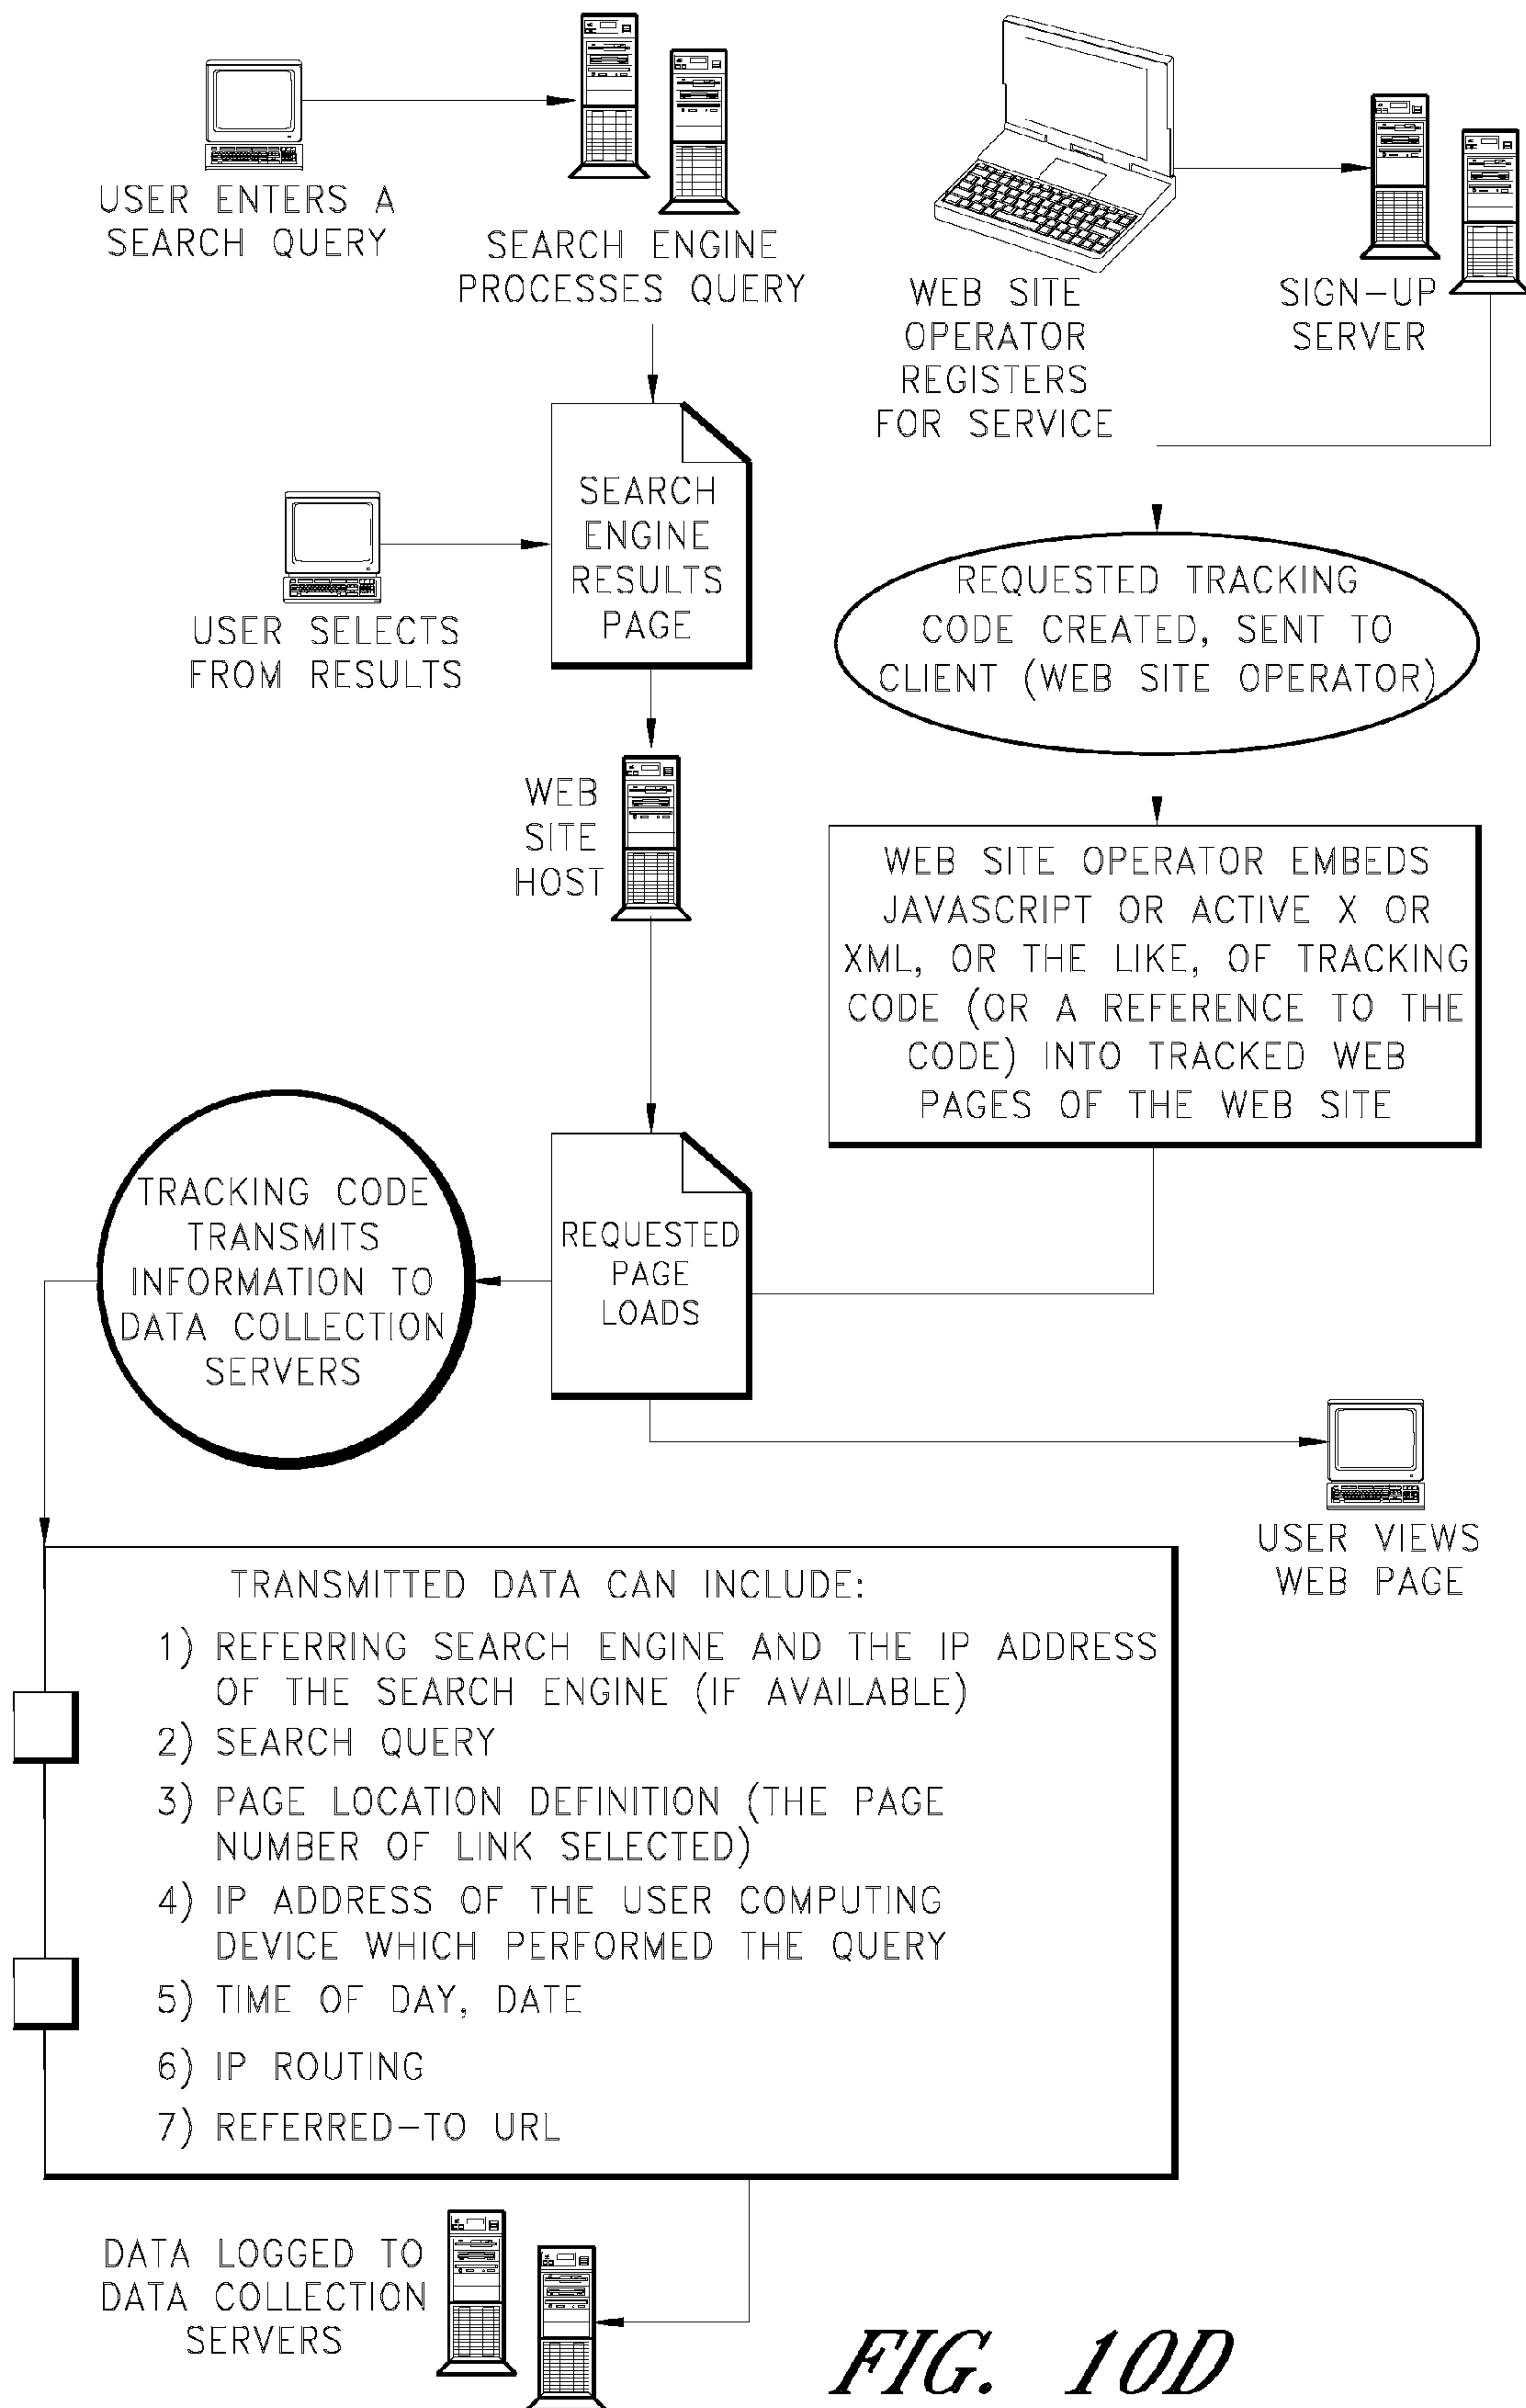 USER ENTERS A
SEARCH QUERY
SEARCH ENGINE
PROCESSES QUERY
WEB SITE
OPERATOR
REGISTERS
FOR SERVICE
SIGN-UP
SERVER
SEARCH
ENGINE
RESULTS
PAGE
USER SELECTS
FROM RESULTS
REQUESTED TRACKING
CODE CREATED, SENT TO
CLIENT (WEB SITE OPERATOR)
WEB
SITE
HOST
WEB SITE OPERATOR EMBEDS
JAVASCRIPT OR ACTIVE X OR
XML, OR THE LIKE, OF TRACKING
CODE (OR A REFERENCE TO THE
CODE) INTO TRACKED WEB
PAGES OF THE WEB SITE
TRACKING CODE
TRANSMITS
INFORMATION TO
DATA COLLECTION
SERVERS
REQUESTED
PAGE
LOADS
USER VIEWS
WEB PAGE
TRANSMITTED DATA CAN INCLUDE:
1) REFERRING SEARCH ENGINE AND THE IP ADDRESS
OF THE SEARCH ENGINE (IF AVAILABLE)
2) SEARCH QUERY
3) PAGE LOCATION DEFINITION (THE PAGE
NUMBER OF LINK SELECTED)
4) IP ADDRESS OF THE USER COMPUTING
DEVICE WHICH PERFORMED THE QUERY
5) TIME OF DAY, DATE
6) IP ROUTING
7) REFERRED-TO URL
DATA LOGGED TO
DATA COLLECTION
SERVERS
FIG. 10D